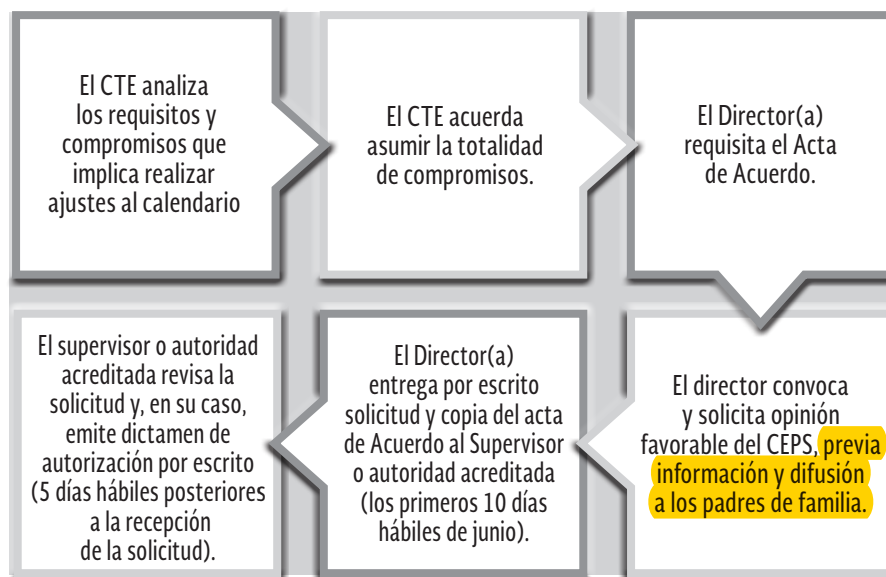 El CTE analiza
los requisitos y
compromisos que
implica realizar
ajustes al calendario
El CTE acuerda
asumir la totalidad
de compromisos.
El Director(a)
requisita el Acta
de Acuerdo.
El director convoca
y solicita opinión
favorable del CEPS, previa
información y difusión
a los padres de familia.
El Director(a)
entrega por escrito
solicitud y copia del acta
de Acuerdo al Supervisor
o autoridad acreditada
(los primeros 10 días
hábiles de junio).
El supervisor o autoridad
acreditada revisa la
solicitud y, en su caso,
emite dictamen de
autorización por escrito
(5 días hábiles posteriores
a la recepción
de la solicitud).